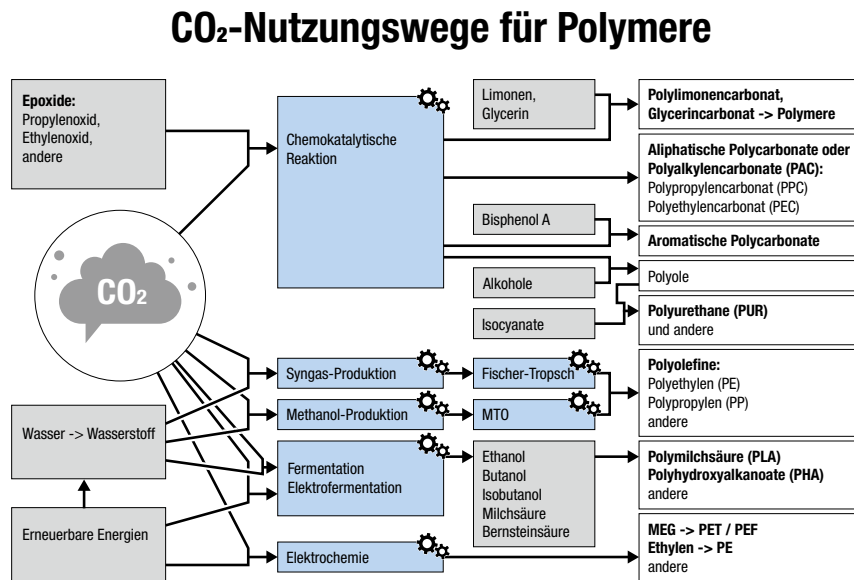 CO₂-Nutzungswege für Polymere
Epoxide:
Propylenoxid,
Ethylenoxid,
andere
CO₂
Wasser -> Wasserstoff
Erneuerbare Energien
Chemokatalytische
Reaktion
Syngas-Produktion
Methanol-Produktion
Fermentation
Elektrofermentation
Elektrochemie
Limonen,
Glycerin
Bisphenol A
Alkohole
Isocyanate
Fischer-Tropsch
MTO
Ethanol
Butanol
Isobutanol
Milchsäure
Bernsteinsäure
Polylimonencarbonat,
Glycerincarbonat -> Polymere
Aliphatische Polycarbonate oder
Polyalkylencarbonate (PAC):
Polypropylencarbonat (PPC)
Polyethylencarbonat (PEC)
Aromatische Polycarbonate
Polyole
Polyurethane (PUR)
und andere
Polyolefine:
Polyethylen (PE)
Polypropylen (PP)
andere
Polymilchsäure (PLA)
Polyhydroxyalkanoate (PHA)
andere
MEG -> PET / PEF
Ethylen -> PE
andere